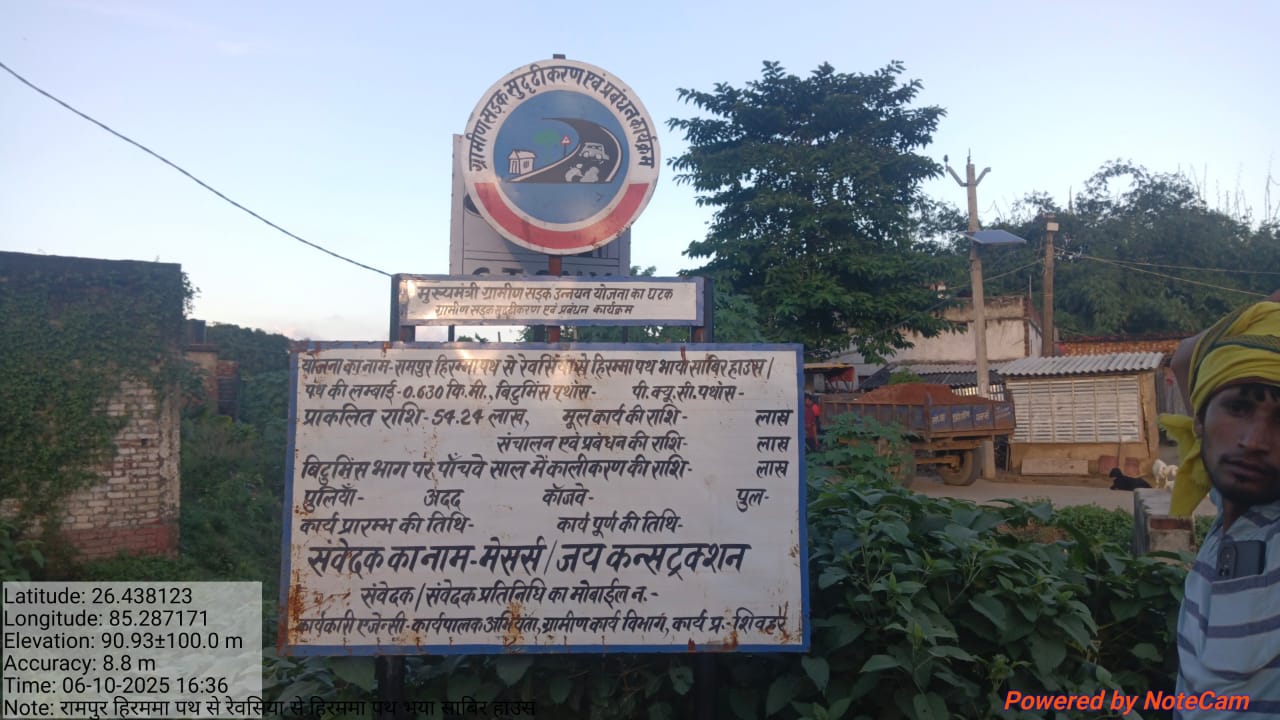 ग्रामीण सड़क सुदृढ़ीकरण एवं प्रबंधन कार्यक्रम
मुख्यमंत्री ग्रामीण सड़क उन्नयन योजना का घटक
ग्रामीण सड़क सुदृढ़ीकरण एवं प्रबंधन कार्यक्रम
योजना का नाम-रामपुर हिरममा पथ से रेवसिया से हिरममा पथ भाया साबिर हाउस/
पथ की लम्बाई-0.630 कि.मी., बिटुमिंस पथांस- पी.क्यू.सी.पथांस-
प्राकलित राशि-54.24 लाख, मूल कार्य की राशि- लाख
संचालन एवं प्रबंधन की राशि- लाख
बिटुमिंस भाग पर पाँचवे साल में कालीकरण की राशि- लाख
पुलियाँ- अदद कॉजवे- पुल-
कार्य प्रारम्भ की तिथि- कार्य पूर्ण की तिथि-
संवेदक का नाम-मेसर्स/जय कन्सट्रक्शन
संवेदक/संवेदक प्रतिनिधि का मोबाईल न.-
कार्यकारी एजेन्सी-कार्यपालक अभियंता, ग्रामीण कार्य विभाग, कार्य प्र.-शिवहर
Latitude: 26.438123
Longitude: 85.287171
Elevation: 90.93±100.0 m
Accuracy: 8.8 m
Time: 06-10-2025 16:36
Note: रामपुर हिरममा पथ से रेवसिया से हिरममा पथ भया साबिर हाउस
Powered by NoteCam